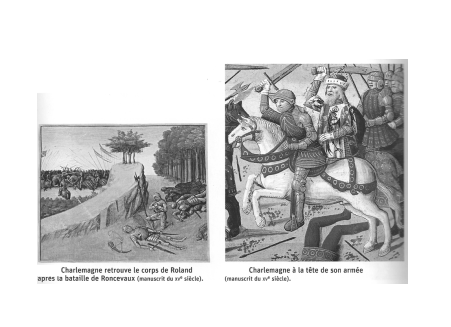 Charlemagne retrouve le corps de Roland
après la bataille de Roncevaux (manuscrit du XVe siècle).
Charlemagne à la tête de son armée
(manuscrit du XVe siècle).